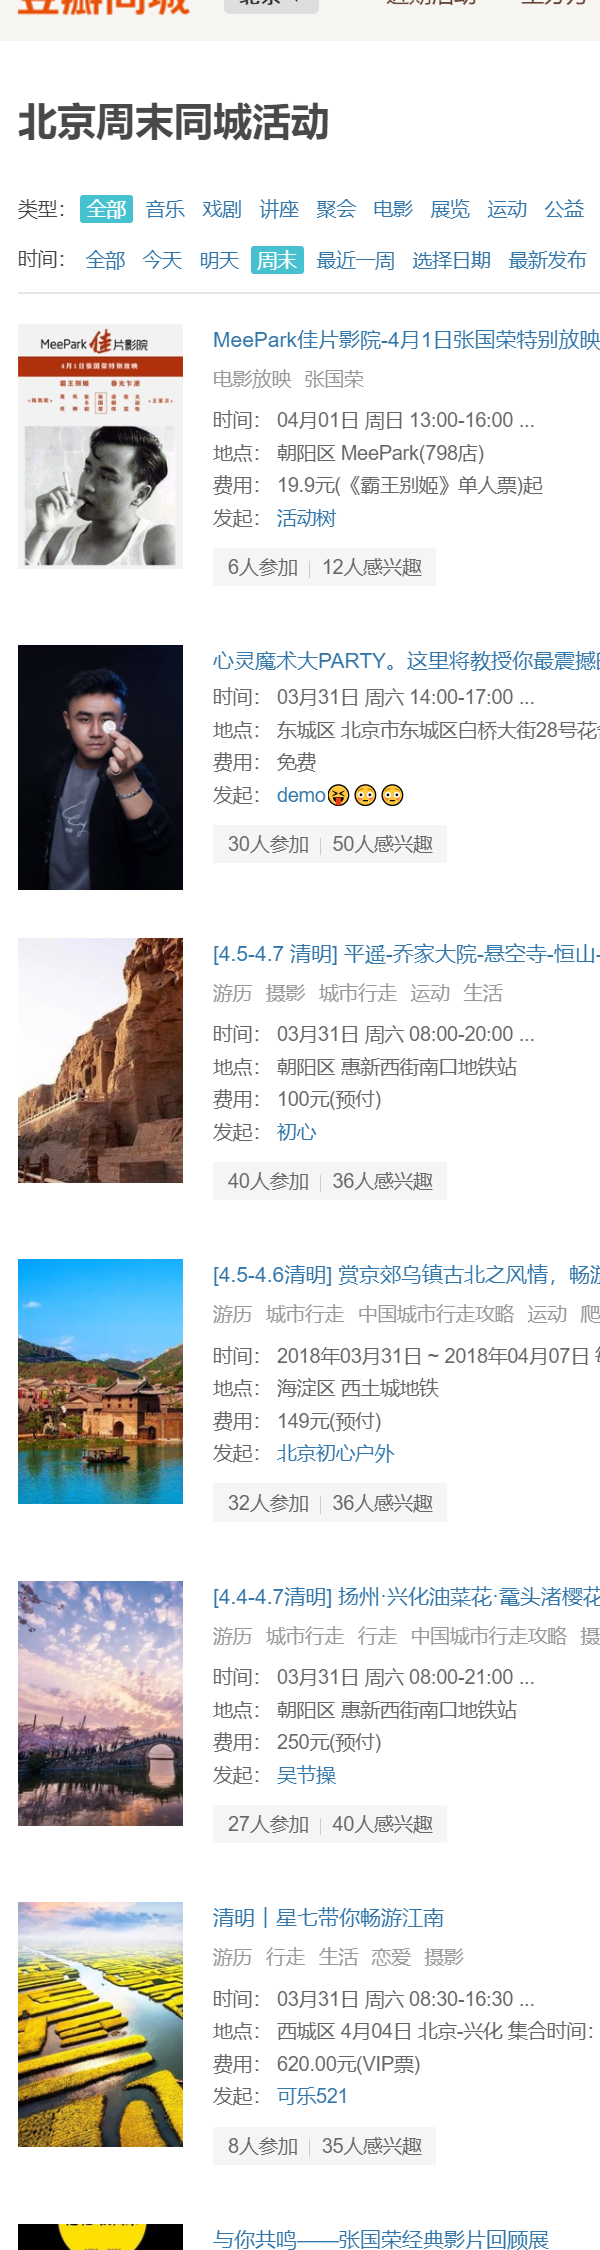 豆瓣同城
北京
近期活动 主办方
北京周末同城活动
类型： 全部 音乐 戏剧 讲座 聚会 电影 展览 运动 公益
时间： 全部 今天 明天 周末 最近一周 选择日期 最新发布
MeePark佳片影院
4月1日张国荣特别放映
霸王别姬 春光乍泄
MeePark佳片影院-4月1日张国荣特别放映
电影放映 张国荣
时间： 04月01日 周日 13:00-16:00 ...
地点： 朝阳区 MeePark(798店)
费用： 19.9元(《霸王别姬》单人票)起
发起： 活动树
6人参加 | 12人感兴趣
心灵魔术大PARTY。这里将教授你最震撼
时间： 03月31日 周六 14:00-17:00 ...
地点： 东城区 北京市东城区白桥大街28号花
费用： 免费
发起： demo😝😳😳
30人参加 | 50人感兴趣
[4.5-4.7 清明] 平遥-乔家大院-悬空寺-恒山-
游历 摄影 城市行走 运动 生活
时间： 03月31日 周六 08:00-20:00 ...
地点： 朝阳区 惠新西街南口地铁站
费用： 100元(预付)
发起： 初心
40人参加 | 36人感兴趣
[4.5-4.6清明] 赏京郊乌镇古北之风情，畅游
游历 城市行走 中国城市行走攻略 运动 爬
时间： 2018年03月31日 ~ 2018年04月07日
地点： 海淀区 西土城地铁
费用： 149元(预付)
发起： 北京初心户外
32人参加 | 36人感兴趣
[4.4-4.7清明] 扬州·兴化油菜花·鼋头渚樱花
游历 城市行走 行走 中国城市行走攻略 摄
时间： 03月31日 周六 08:00-21:00 ...
地点： 朝阳区 惠新西街南口地铁站
费用： 250元(预付)
发起： 吴节操
27人参加 | 40人感兴趣
清明｜星七带你畅游江南
游历 行走 生活 恋爱 摄影
时间： 03月31日 周六 08:30-16:30 ...
地点： 西城区 4月04日 北京-兴化 集合时间：
费用： 620.00元(VIP票)
发起： 可乐521
8人参加 | 35人感兴趣
与你共鸣——张国荣经典影片回顾展